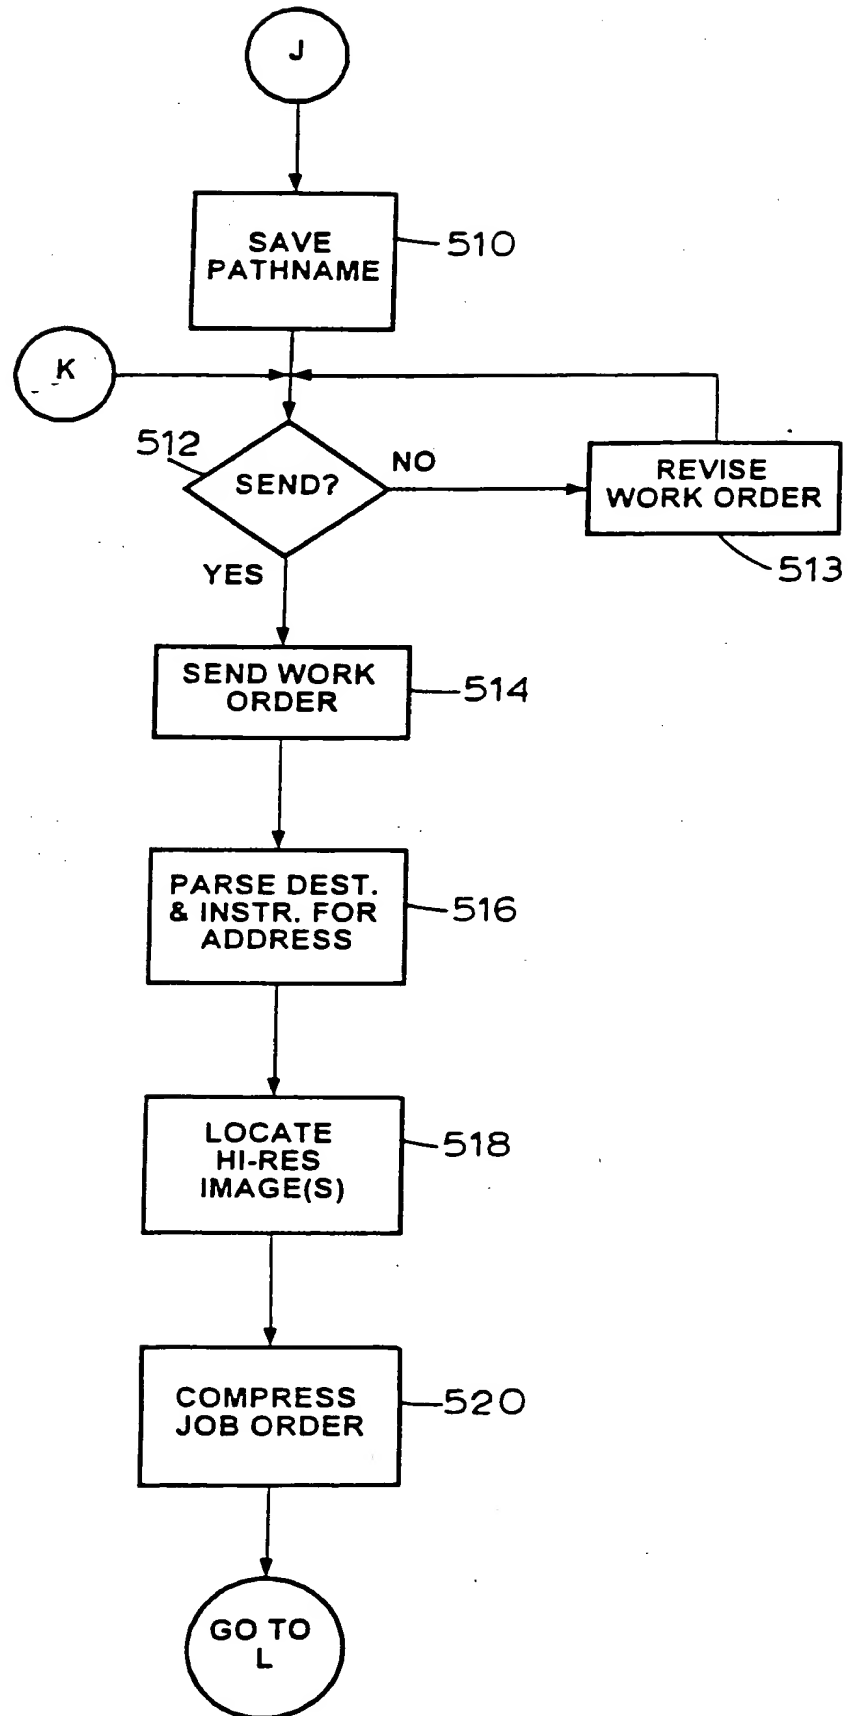 J
SAVE
PATHNAME
510
K
512
SEND?
NO
REVISE
WORK ORDER
513
YES
SEND WORK
ORDER
514
PARSE DEST.
& INSTR. FOR
ADDRESS
516
LOCATE
HI-RES
IMAGE(S)
518
COMPRESS
JOB ORDER
520
GO TO
L